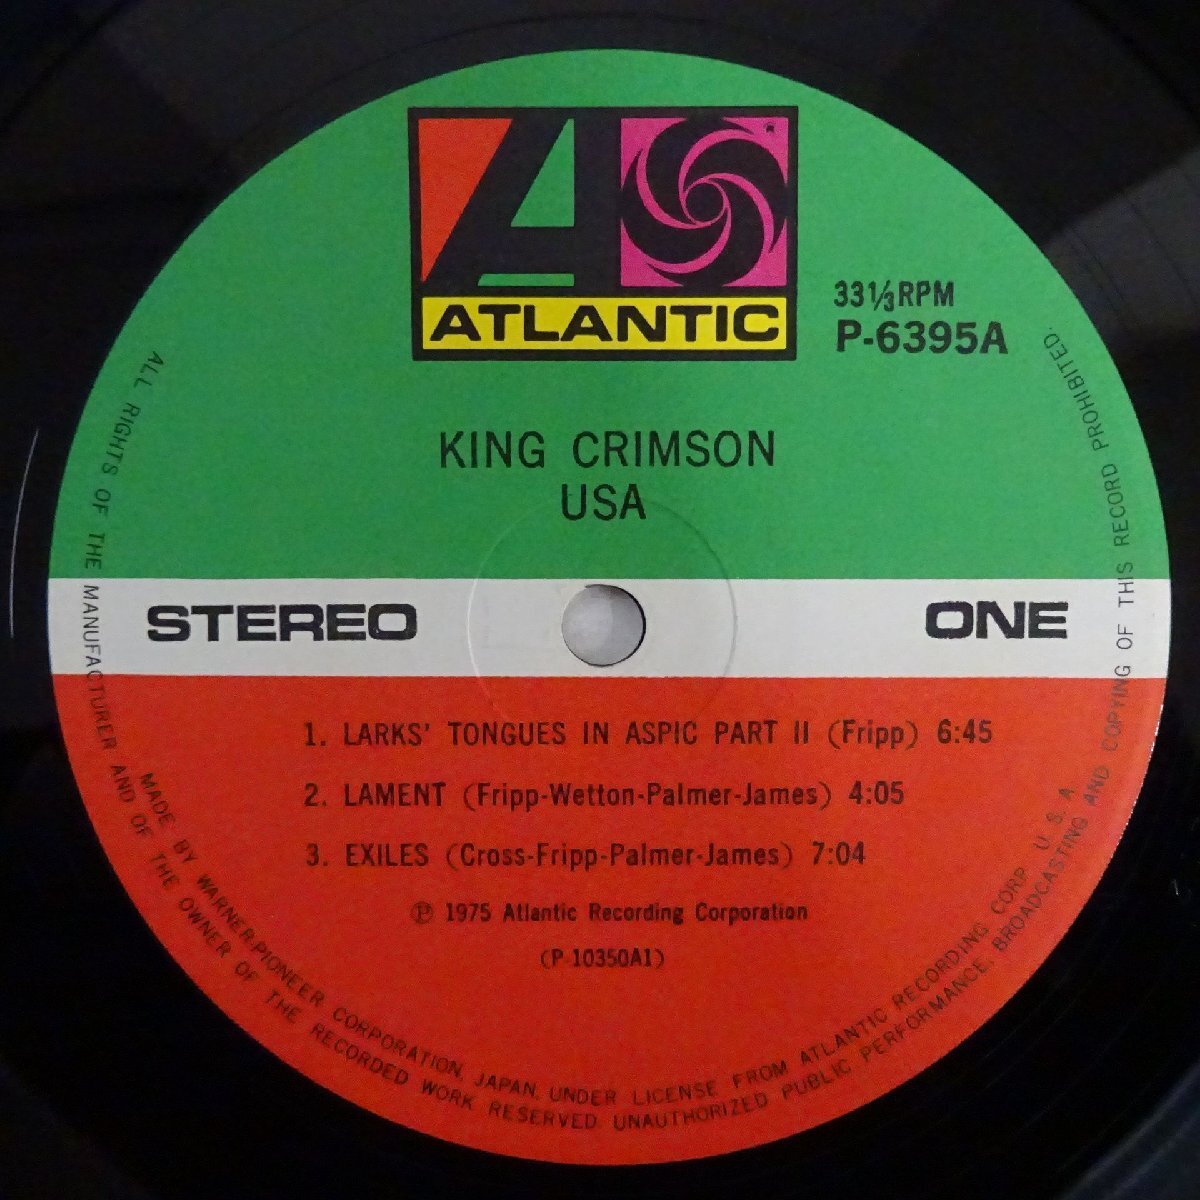 ATLANTIC
33⅓RPM
P-6395A
KING CRIMSON
USA
STEREO
ONE
1. LARKS' TONGUES IN ASPIC PART II (Fripp) 6:45
2. LAMENT (Fripp-Wetton-Palmer-James) 4:05
3. EXILES (Cross-Fripp-Palmer-James) 7:04
℗ 1975 Atlantic Recording Corporation
(P 10350A1)
MADE BY WARNER-PIONEER CORPORATION, JAPAN, UNDER LICENSE FROM ATLANTIC RECORDING CORP. U. S. A.
ALL RIGHTS OF THE MANUFACTURER AND OF THE OWNER OF THE RECORDED WORK RESERVED. UNAUTHORIZED PUBLIC PERFORMANCE, BROADCASTING AND COPYING OF THIS RECORD PROHIBITED.